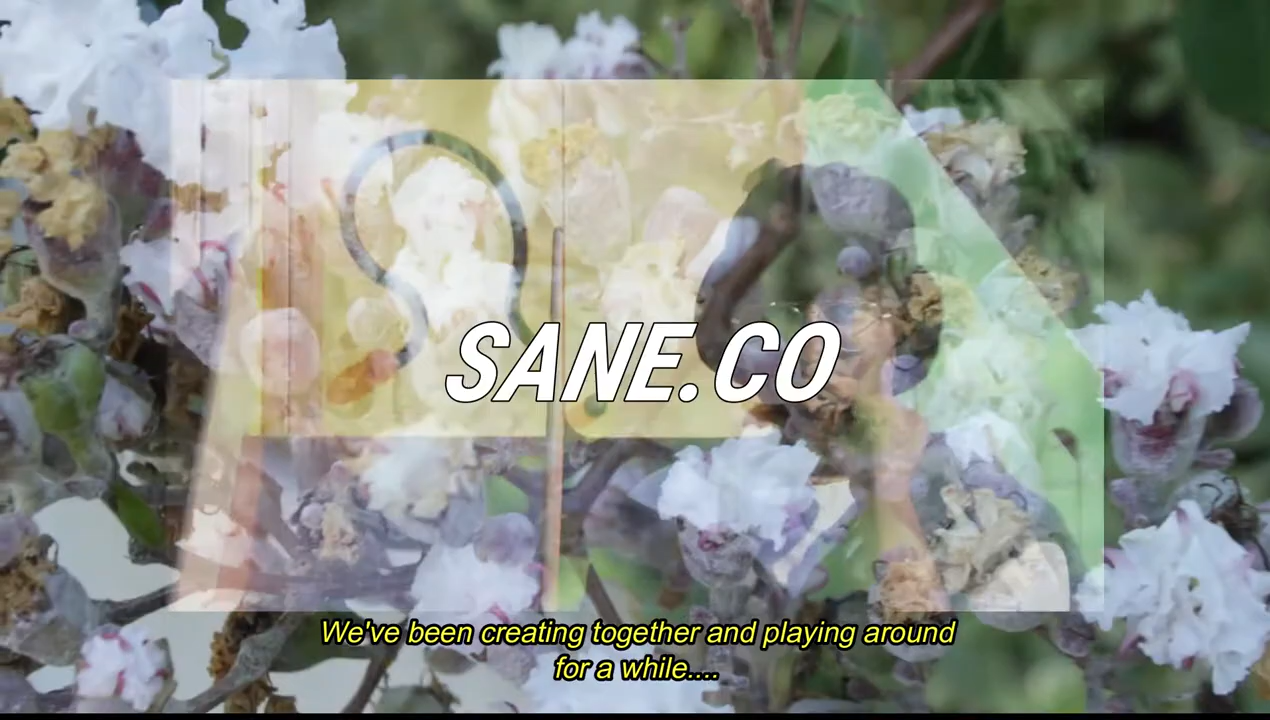 SANE.CO
We've been creating together and playing around
for a while....